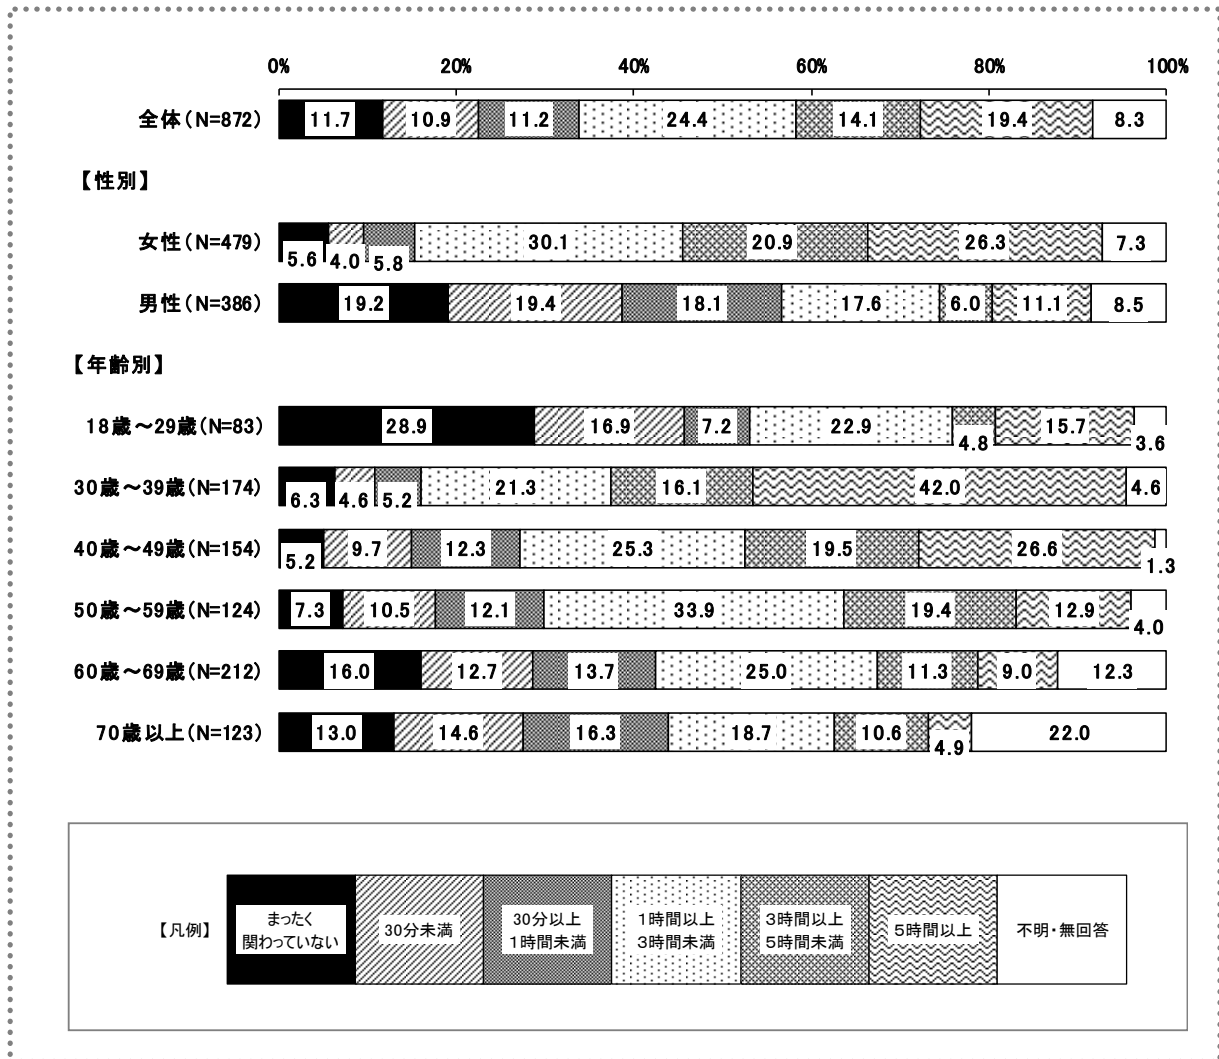 0% 20% 40% 60% 80% 100%
全体(N=872) 11.7 10.9 11.2 24.4 14.1 19.4 8.3
【性別】
女性(N=479) 5.6 4.0 5.8 30.1 20.9 26.3 7.3
男性(N=386) 19.2 19.4 18.1 17.6 6.0 11.1 8.5
【年齢別】
18歳～29歳(N=83) 28.9 16.9 7.2 22.9 4.8 15.7 3.6
30歳～39歳(N=174) 6.3 4.6 5.2 21.3 16.1 42.0 4.6
40歳～49歳(N=154) 5.2 9.7 12.3 25.3 19.5 26.6 1.3
50歳～59歳(N=124) 7.3 10.5 12.1 33.9 19.4 12.9 4.0
60歳～69歳(N=212) 16.0 12.7 13.7 25.0 11.3 9.0 12.3
70歳以上(N=123) 13.0 14.6 16.3 18.7 10.6 4.9 22.0
【凡例】
まったく
関わっていない
30分未満
30分以上
1時間未満
1時間以上
3時間未満
3時間以上
5時間未満
5時間以上
不明・無回答